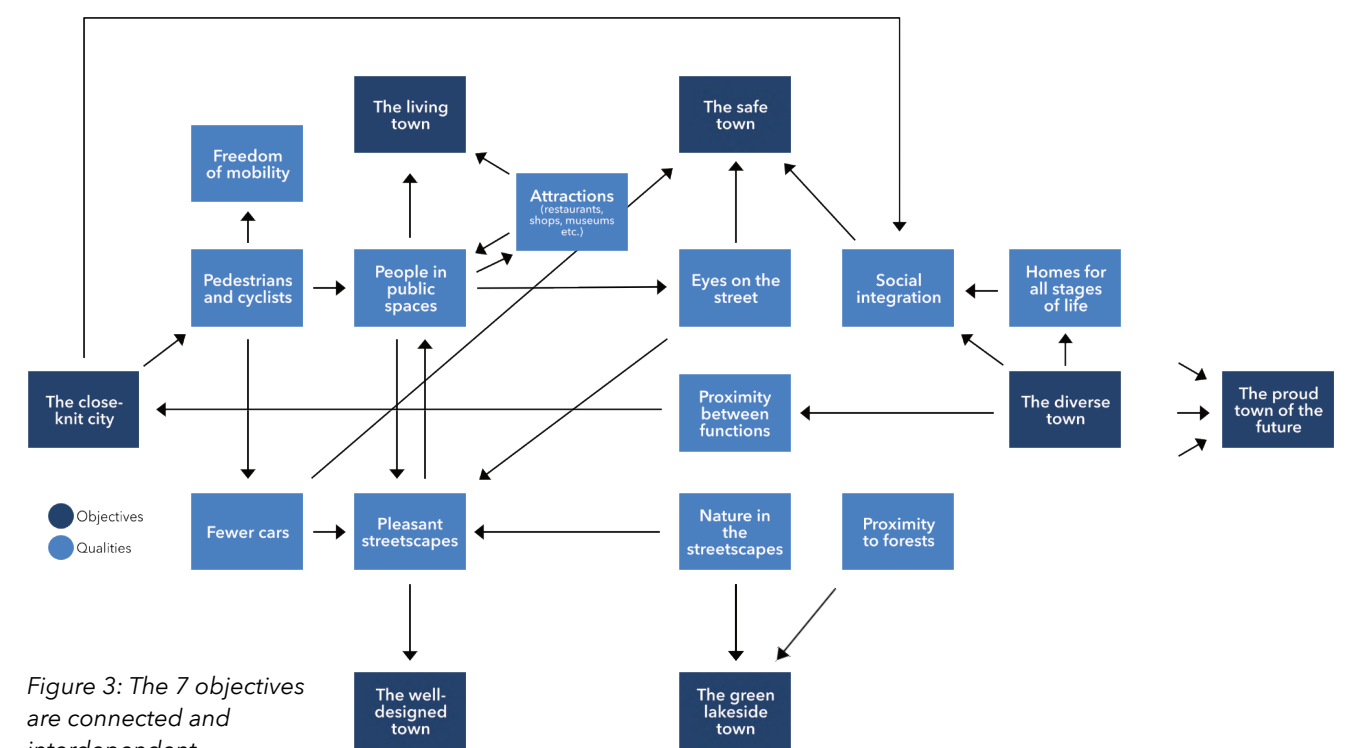 The living
town
The safe
town
Freedom
of mobility
Attractions
(restaurants,
shops, museums
etc.)
Pedestrians
and cyclists
People in
public
spaces
Eyes on the
street
Social
integration
Homes for
all stages
of life
The close-
knit city
Proximity
between
functions
The diverse
town
The proud
town of the
future
Objectives
Qualities
Fewer cars
Pleasant
streetscapes
Nature in
the
streetscapes
Proximity
to forests
Figure 3: The 7 objectives
are connected and
interdependent
The well-
designed
town
The green
lakeside
town